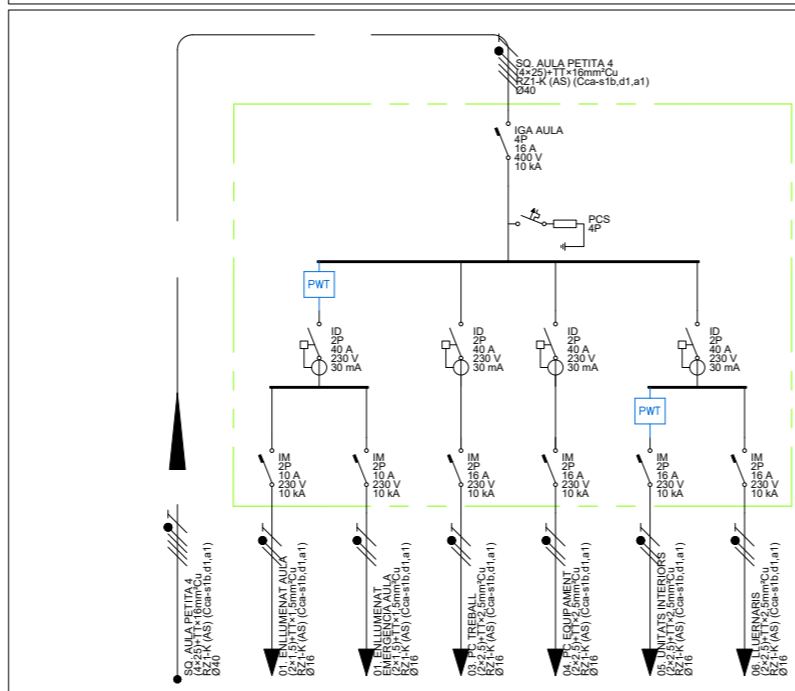 SQ. AULA PETITA 4
(4×25)+TT×16mm²Cu
RZ1-K (AS) (Cca-s1b,d1,a1)
Ø40
IGA AULA
4P
16 A
400 V
10 kA
PCS
4P
PWT
ID
2P
40 A
230 V
30 mA
ID
2P
40 A
230 V
30 mA
ID
2P
40 A
230 V
30 mA
ID
2P
40 A
230 V
30 mA
PWT
IM
2P
10 A
230 V
10 kA
IM
2P
10 A
230 V
10 kA
IM
2P
16 A
230 V
10 kA
IM
2P
16 A
230 V
10 kA
IM
2P
16 A
230 V
10 kA
IM
2P
16 A
230 V
10 kA
SQ. AULA PETITA 4
(4×25)+TT×16mm²Cu
RZ1-K (AS) (Cca-s1b,d1,a1)
Ø40
01. ENLLUMENAT AULA
(2×1,5)+TT×1,5mm²Cu
RZ1-K (AS) (Cca-s1b,d1,a1)
Ø16
01. ENLLUMENAT
EMERGENCIA AULA
(2×1,5)+TT×1,5mm²Cu
RZ1-K (AS) (Cca-s1b,d1,a1)
Ø16
03. PC TREBALL
(2×2,5)+TT×2,5mm²Cu
RZ1-K (AS) (Cca-s1b,d1,a1)
Ø16
04. PC EQUIPAMENT
(2×2,5)+TT×2,5mm²Cu
RZ1-K (AS) (Cca-s1b,d1,a1)
Ø16
05. UNITATS INTERIORS
(2×2,5)+TT×2,5mm²Cu
RZ1-K (AS) (Cca-s1b,d1,a1)
Ø16
06. LLUERNARIS
(2×2,5)+TT×2,5mm²Cu
RZ1-K (AS) (Cca-s1b,d1,a1)
Ø16